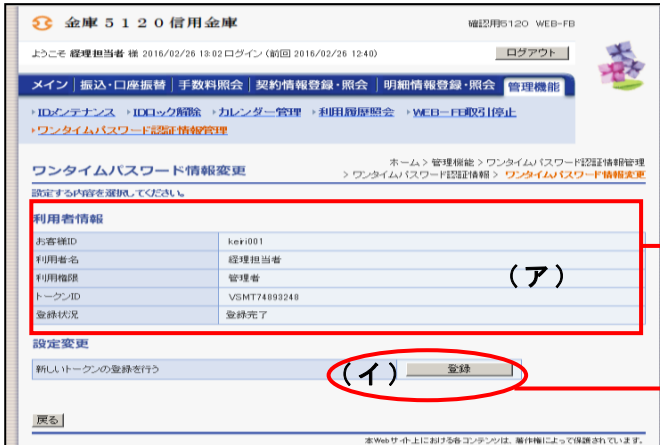 金庫5120信用金庫
確認用5120 WEB-FB
ようこそ 経理担当者 様 2016/02/26 18:02 ログイン (前回 2016/02/26 12:40)
ログアウト
メイン 振込・口座振替 手数料照会 契約情報登録・照会 明細情報登録・照会 管理機能
IDメンテナンス IDロック解除 カレンダー管理 利用履歴照会 WEB-FB取引停止
ワンタイムパスワード認証情報管理
ワンタイムパスワード情報変更
ホーム > 管理機能 > ワンタイムパスワード認証情報管理
> ワンタイムパスワード認証情報 > ワンタイムパスワード情報変更
設定する内容を選択してください。
利用者情報
お客様ID keiri001
利用者名 経理担当者
利用権限 管理者
トークンID VSMT74893248
登録状況 登録完了
(ア)
設定変更
新しいトークンの登録を行う
(イ)
登録
戻る
本Webサイト上における各コンテンツは、著作権によって保護されています。